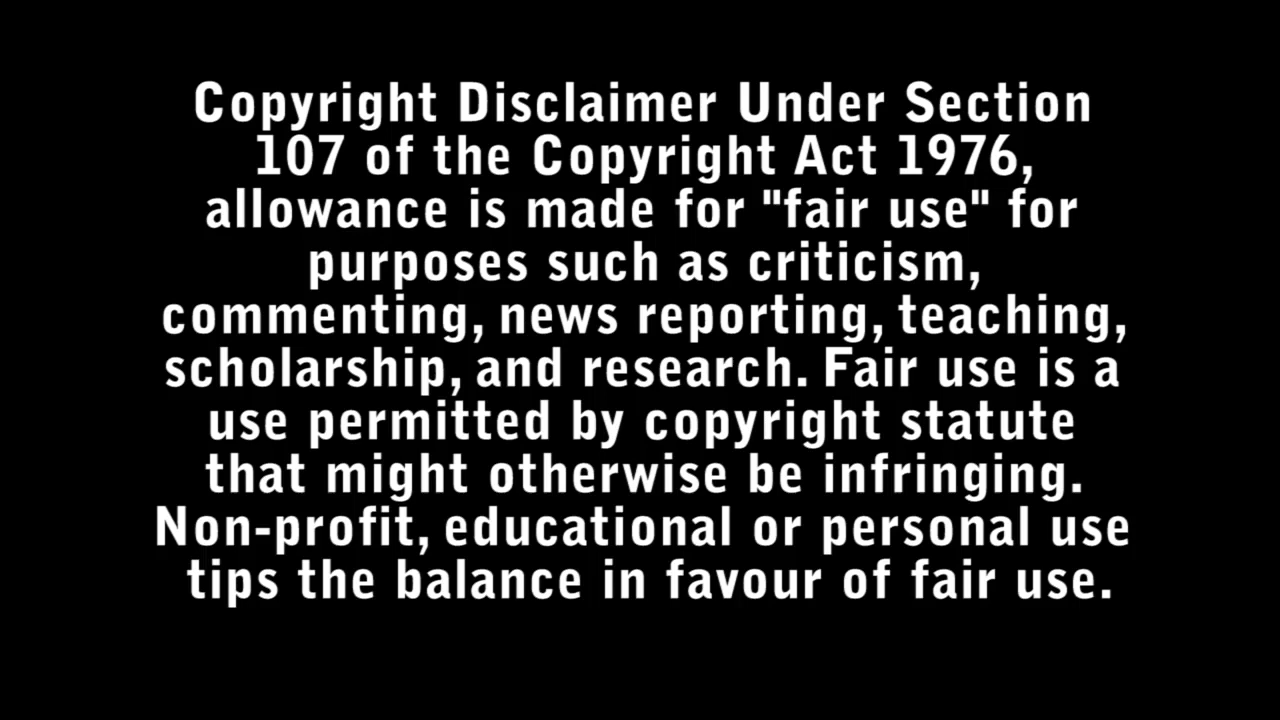 Copyright Disclaimer Under Section
107 of the Copyright Act 1976,
allowance is made for "fair use" for
purposes such as criticism,
commenting, news reporting, teaching,
scholarship, and research. Fair use is a
use permitted by copyright statute
that might otherwise be infringing.
Non-profit, educational or personal use
tips the balance in favour of fair use.